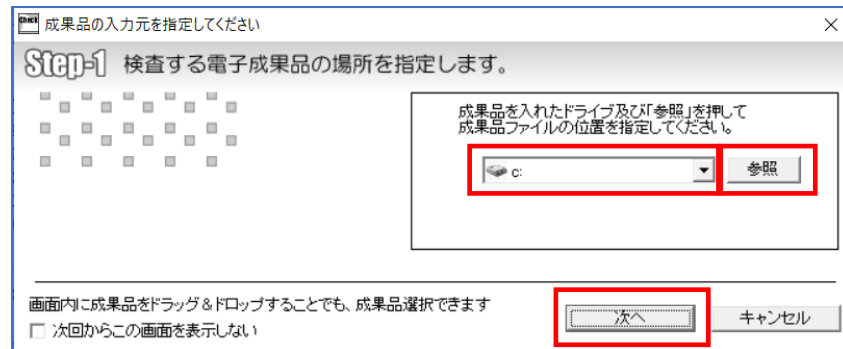 Check 成果品の入力元を指定してください
Step-1 検査する電子成果品の場所を指定します。
成果品を入れたドライブ及び「参照」を押して
成果品ファイルの位置を指定してください。
c: 参照
画面内に成果品をドラッグ&ドロップすることでも、成果品選択できます
次回からこの画面を表示しない
次へ キャンセル